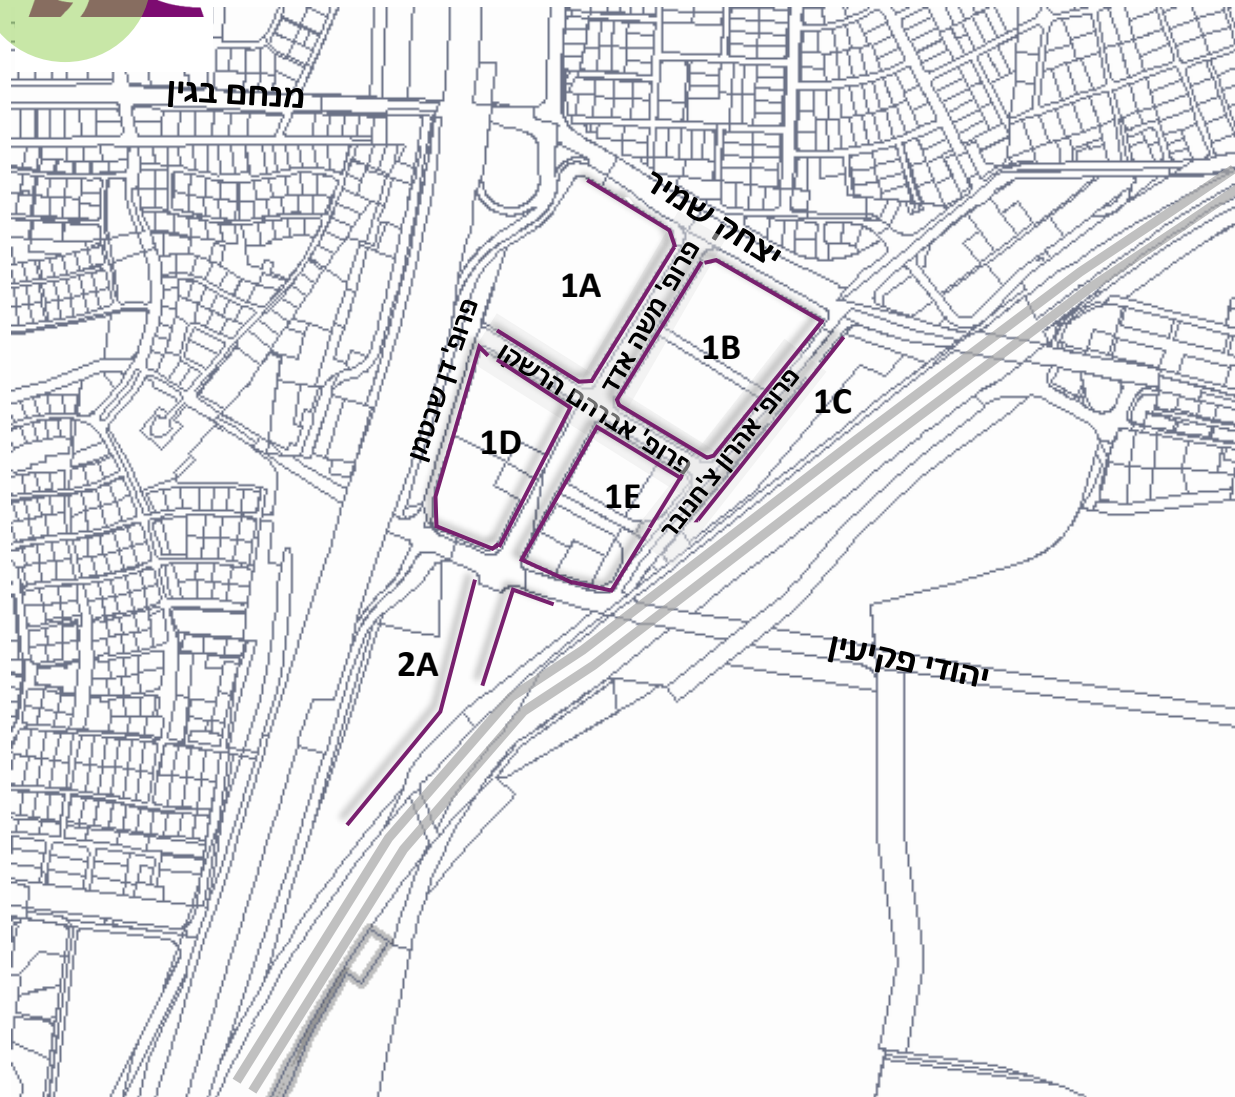 מנחם בגין
יצחק שמיר
1A
פרופ' משה ארד
1B
פרופ' דן שכטמן
פרופ' אברהם הרשקו
1C
פרופ' אהרון צ'חנובר
1D
1E
יהודי פקיעין
2A